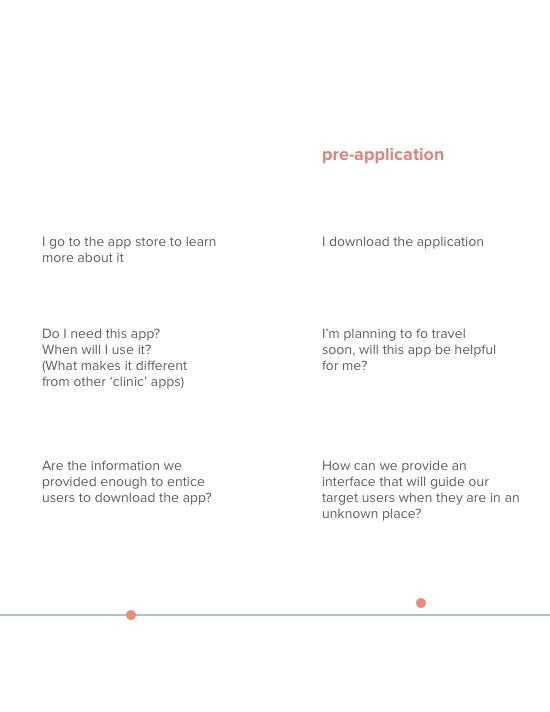 pre-application
I go to the app store to learn
more about it
I download the application
Do I need this app?
When will I use it?
(What makes it different
from other ‘clinic’ apps)
I’m planning to fo travel
soon, will this app be helpful
for me?
Are the information we
provided enough to entice
users to download the app?
How can we provide an
interface that will guide our
target users when they are in an
unknown place?